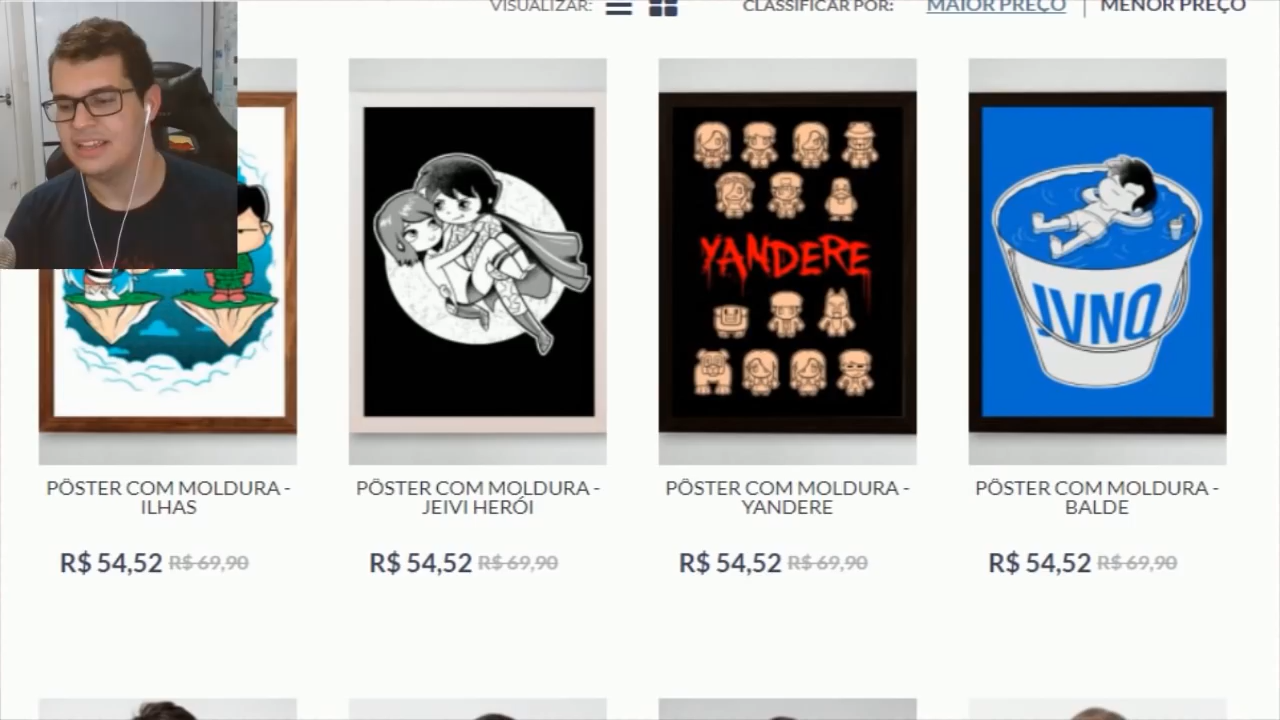 VISUALIZAR:
CLASSIFICAR POR: MAIOR PREÇO | MENOR PREÇO
YANDERE
JVNQ
PÔSTER COM MOLDURA -
ILHAS
PÔSTER COM MOLDURA -
JEIVI HERÓI
PÔSTER COM MOLDURA -
YANDERE
PÔSTER COM MOLDURA -
BALDE
R$ 54,52 R$ 69,90
R$ 54,52 R$ 69,90
R$ 54,52 R$ 69,90
R$ 54,52 R$ 69,90